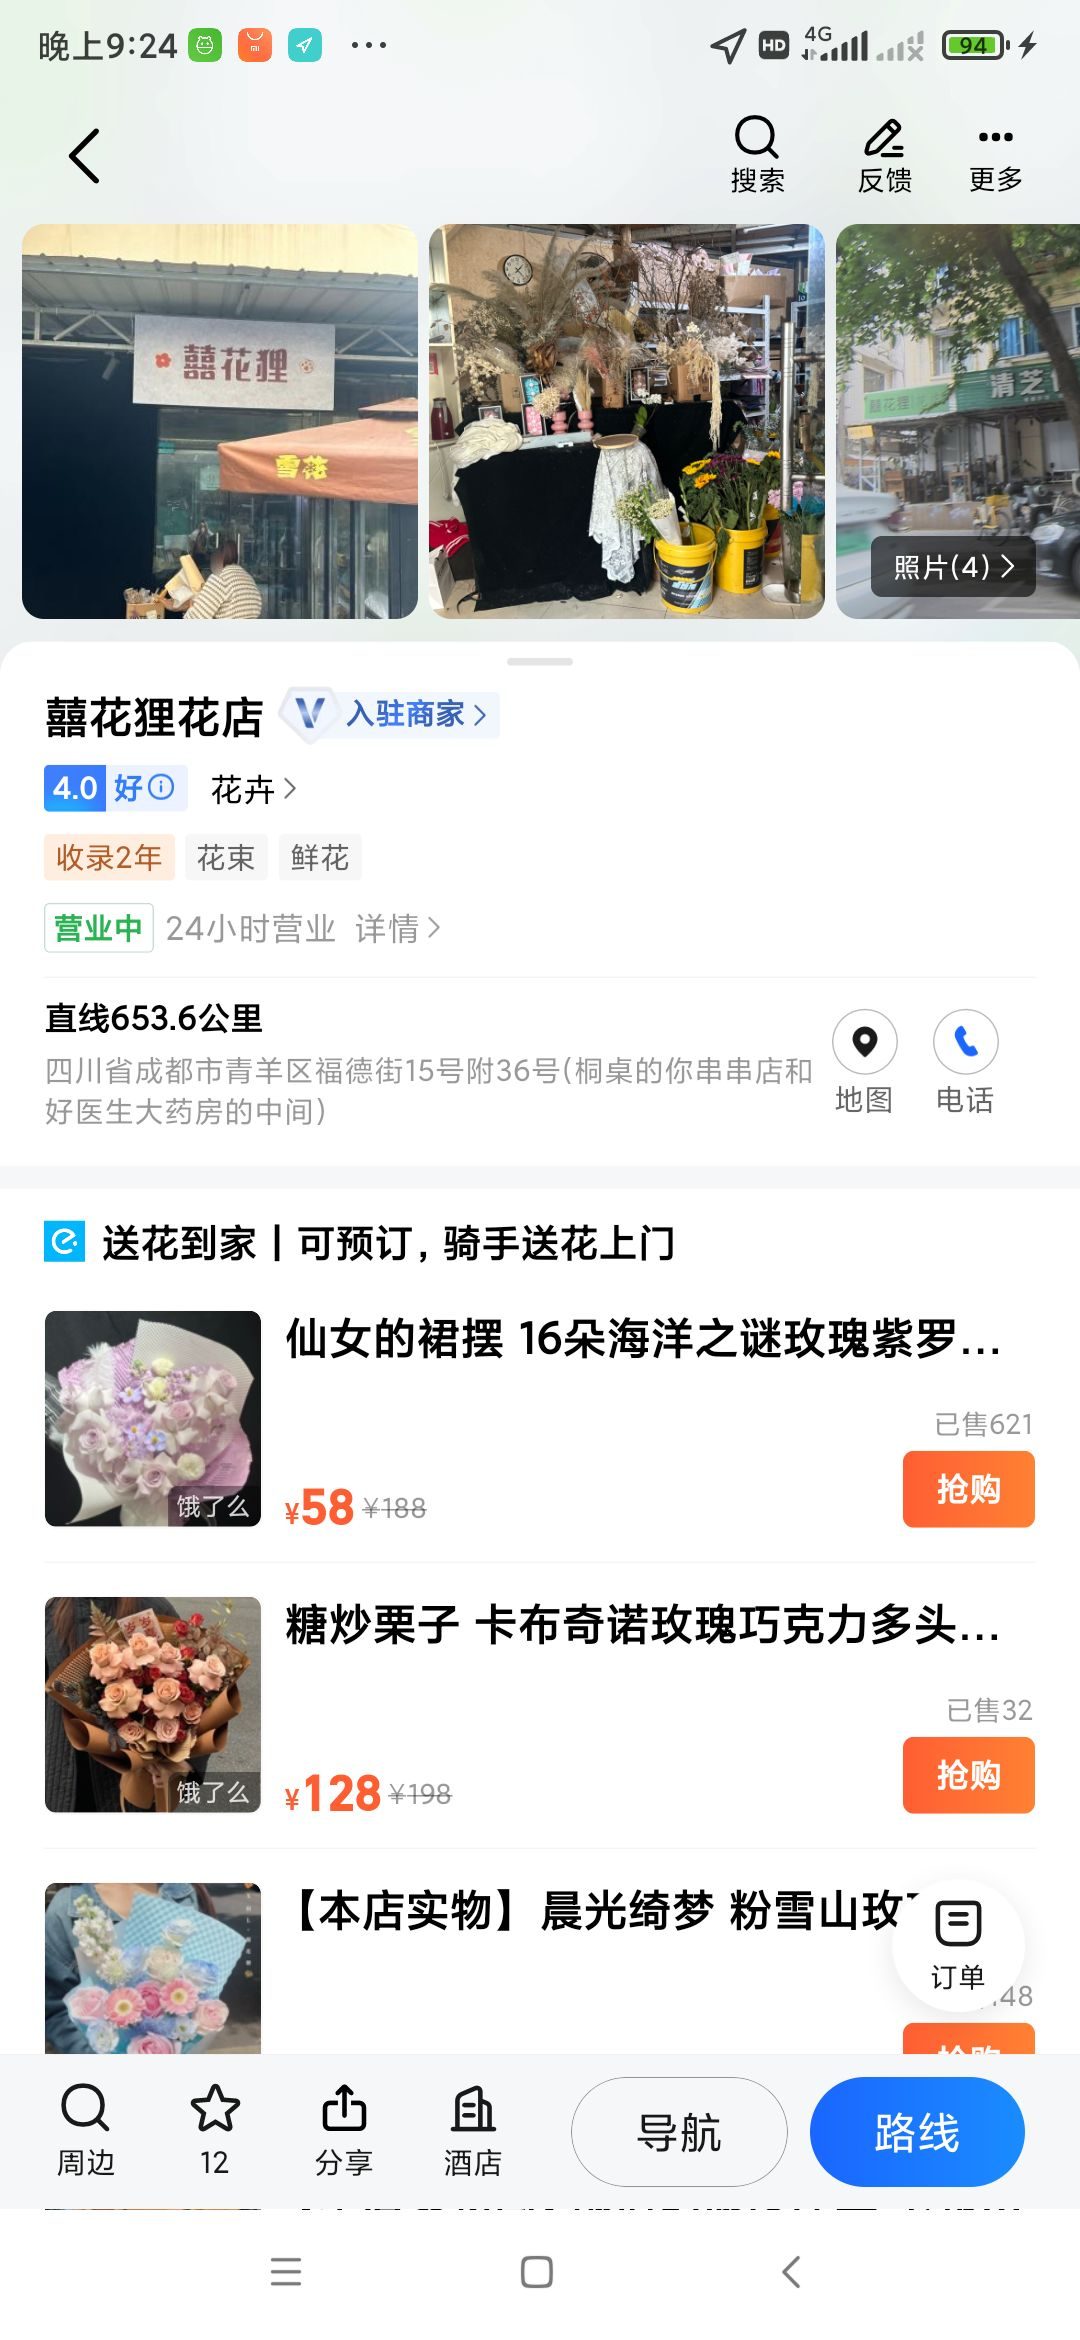 晚上9:24
HD
4G
94
搜索
反馈
更多
囍花狸
雪花
囍花狸
清芝
照片(4)
囍花狸花店
入驻商家
4.0 好
花卉
收录2年
花束
鲜花
营业中
24小时营业
详情
直线653.6公里
四川省成都市青羊区福德街15号附36号(桐桌的你串串店和
好医生大药房的中间)
地图
电话
送花到家 | 可预订，骑手送花上门
仙女的裙摆 16朵海洋之谜玫瑰紫罗...
已售621
饿了么
¥58
¥188
抢购
糖炒栗子 卡布奇诺玫瑰巧克力多头...
已售32
饿了么
¥128
¥198
抢购
【本店实物】晨光绮梦 粉雪山玫
订单
48
抢购
周边
12
分享
酒店
导航
路线